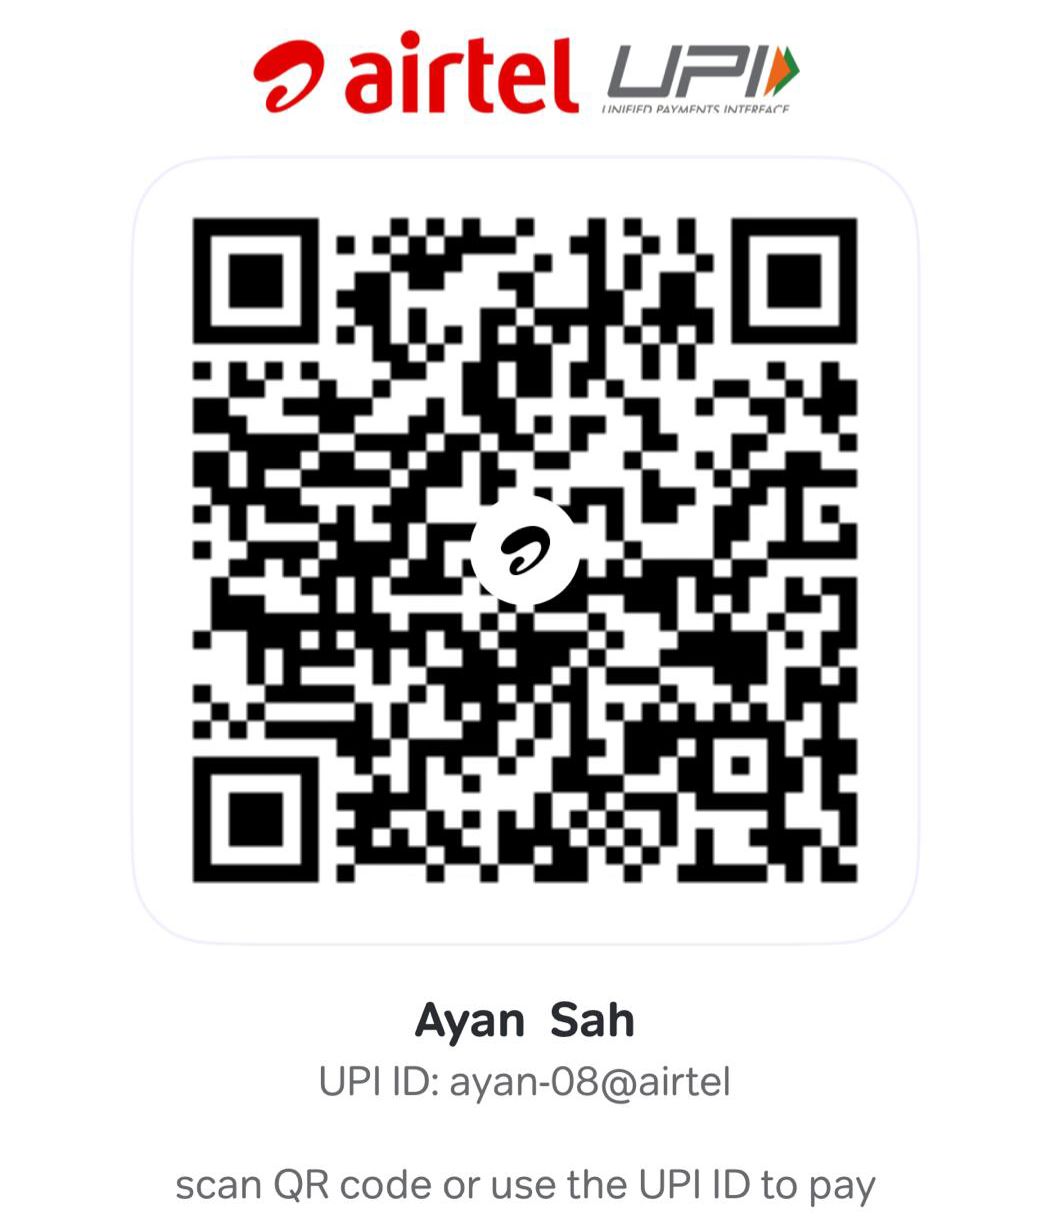 airtel UPI
UNIFIED PAYMENTS INTERFACE
Ayan Sah
UPI ID: ayan-08@airtel
scan QR code or use the UPI ID to pay